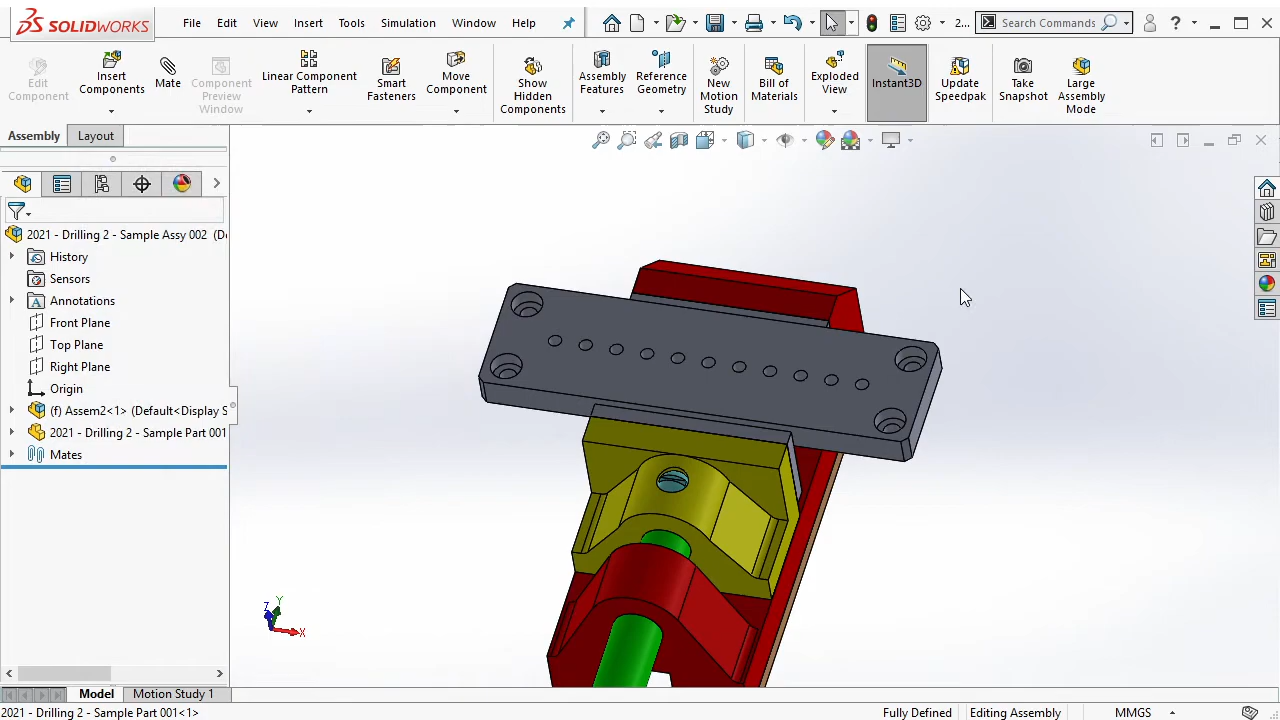 SOLIDWORKS
File Edit View Insert Tools Simulation Window Help
2...
Search Commands
Edit Component
Insert Components
Mate
Component Preview Window
Linear Component Pattern
Smart Fasteners
Move Component
Show Hidden Components
Assembly Features
Reference Geometry
New Motion Study
Bill of Materials
Exploded View
Instant3D
Update Speedpak
Take Snapshot
Large Assembly Mode
Assembly Layout
2021 - Drilling 2 - Sample Assy 002 (D
History
Sensors
Annotations
Front Plane
Top Plane
Right Plane
Origin
(f) Assem2<1> (Default<Display S
2021 - Drilling 2 - Sample Part 001
Mates
Z Y X
Model Motion Study 1
2021 - Drilling 2 - Sample Part 001<1> Fully Defined Editing Assembly MMGS